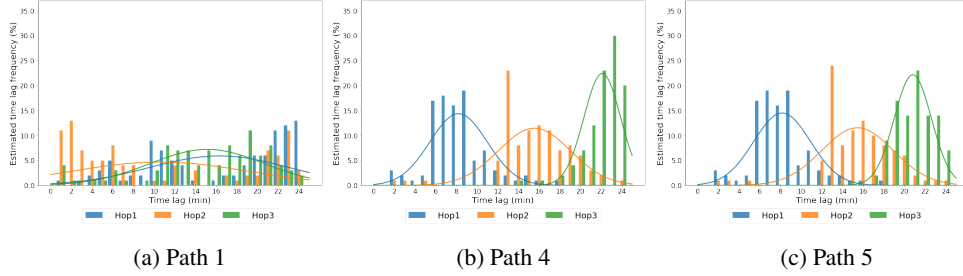 Estimated time lag frequency (%)
35.0
30.0
25.0
20.0
15.0
10.0
5.0
0.0
2 4 6 8 10 12 14 16 18 20 22 24
Time lag (min)
Hop1 Hop2 Hop3
(a) Path 1
Estimated time lag frequency (%)
35.0
30.0
25.0
20.0
15.0
10.0
5.0
0.0
0 2 4 6 8 10 12 14 16 18 20 22 24
Time lag (min)
Hop1 Hop2 Hop3
(b) Path 4
Estimated time lag frequency (%)
35.0
30.0
25.0
20.0
15.0
10.0
5.0
0.0
0 2 4 6 8 10 12 14 16 18 20 22 24
Time lag (min)
Hop1 Hop2 Hop3
(c) Path 5